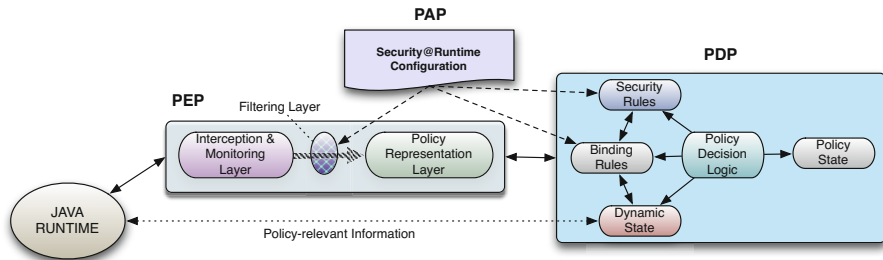 PAP
Security@Runtime
Configuration
PDP
PEP
Filtering Layer
Interception &
Monitoring
Layer
Policy
Representation
Layer
Security
Rules
Binding
Rules
Policy
Decision
Logic
Policy
State
Dynamic
State
JAVA
RUNTIME
Policy-relevant Information